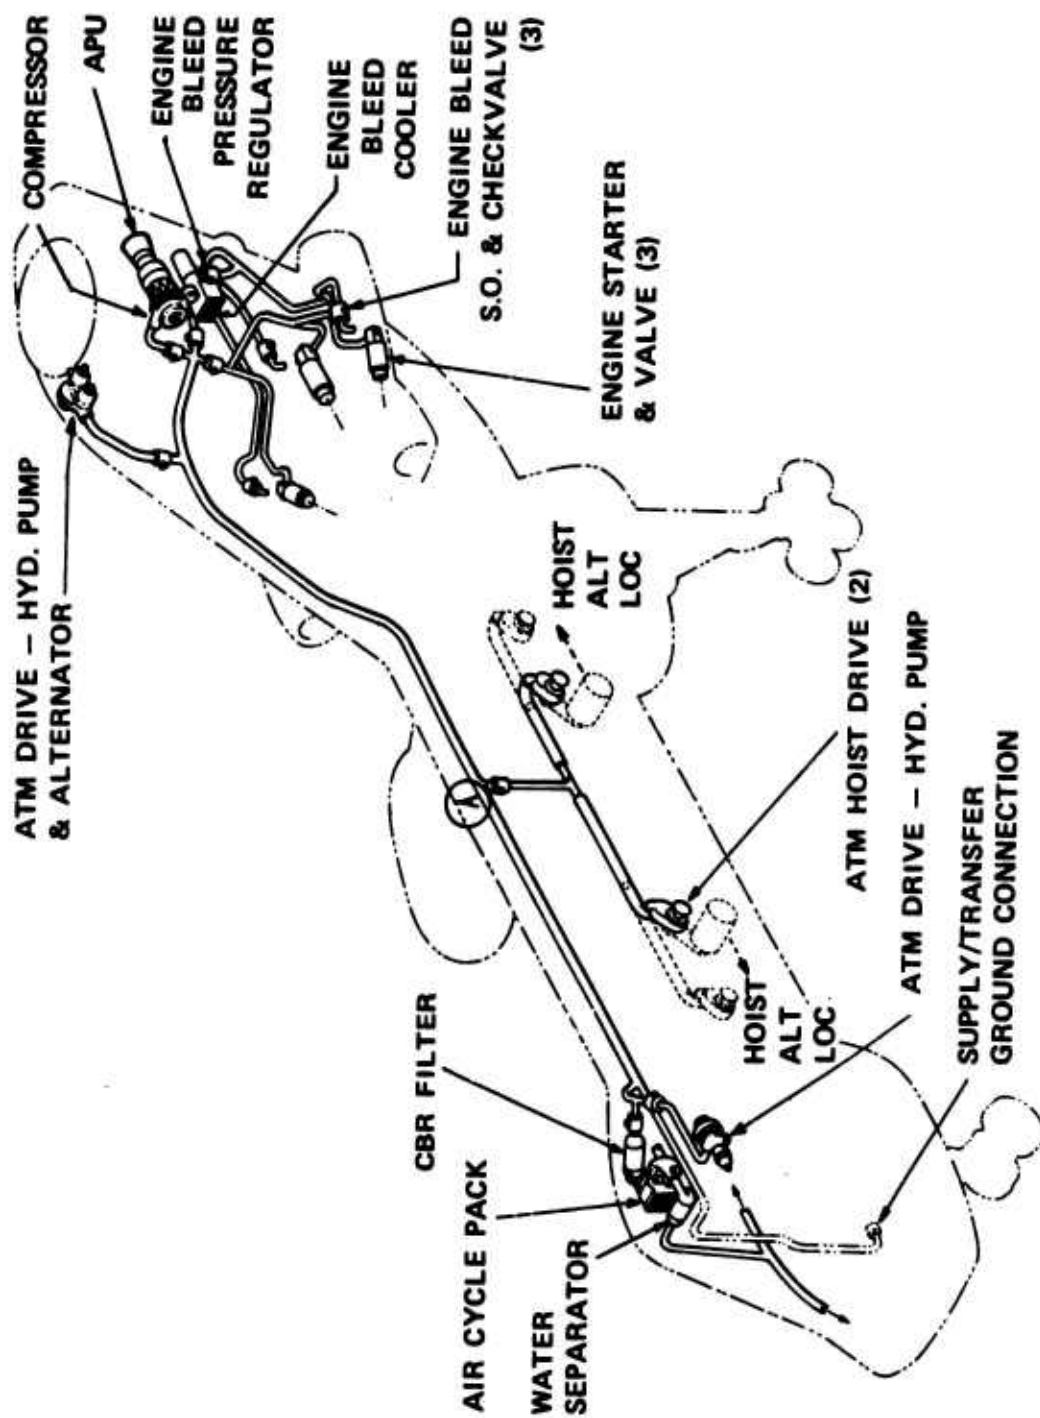 ATM DRIVE – HYD. PUMP
& ALTERNATOR
COMPRESSOR
APU
ENGINE
BLEED
PRESSURE
REGULATOR
ENGINE
BLEED
COOLER
ENGINE BLEED
S.O. & CHECKVALVE
(3)
ENGINE STARTER
& VALVE (3)
HOIST
ALT
LOC
ATM HOIST DRIVE (2)
ATM DRIVE – HYD. PUMP
SUPPLY/TRANSFER
GROUND CONNECTION
HOIST
ALT
LOC
CBR FILTER
AIR CYCLE PACK
WATER
SEPARATOR